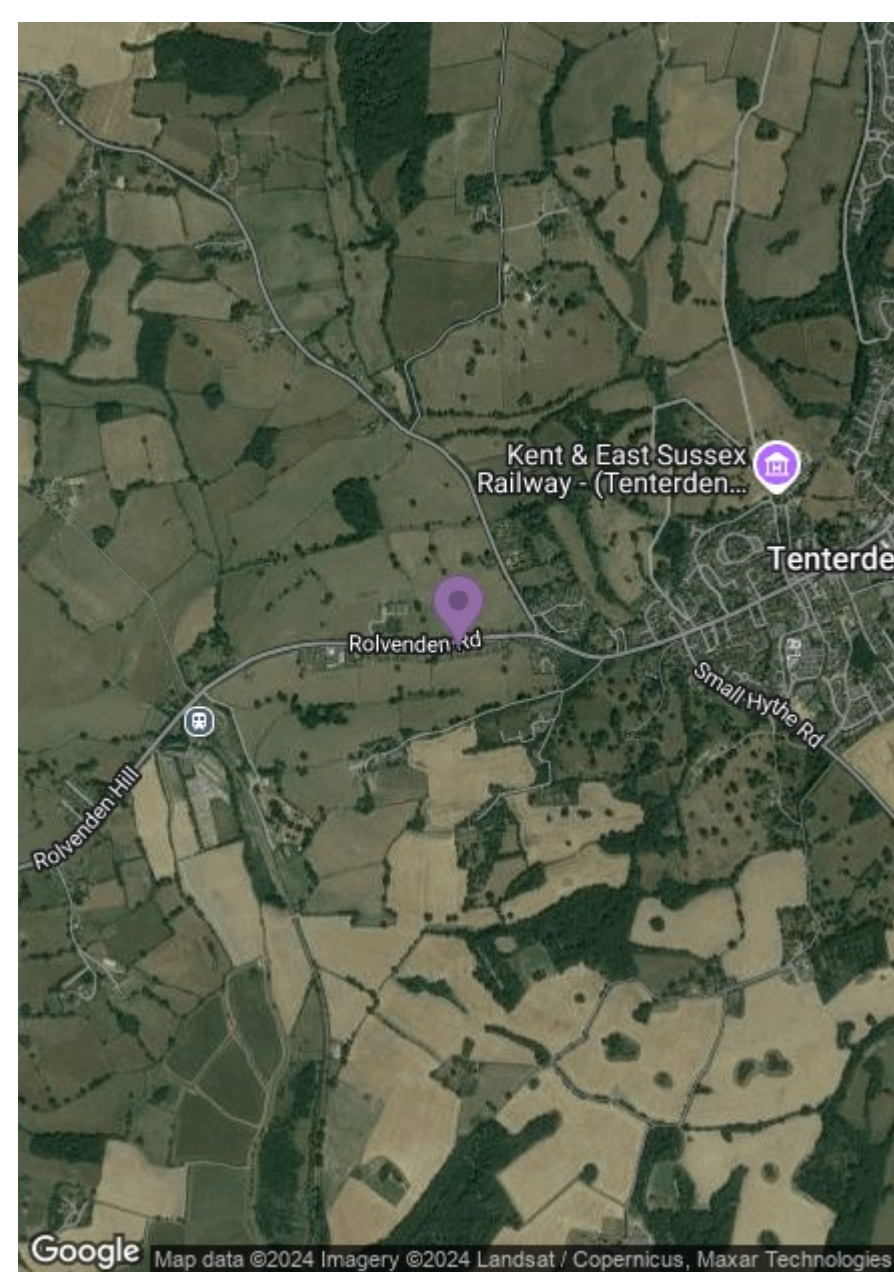 Kent & East Sussex
Railway - (Tenterden...
Tenterde
Rolvenden Rd
Small Hythe Rd
Rolvenden Hill
Google
Map data ©2024 Imagery ©2024 Landsat / Copernicus, Maxar Technologies